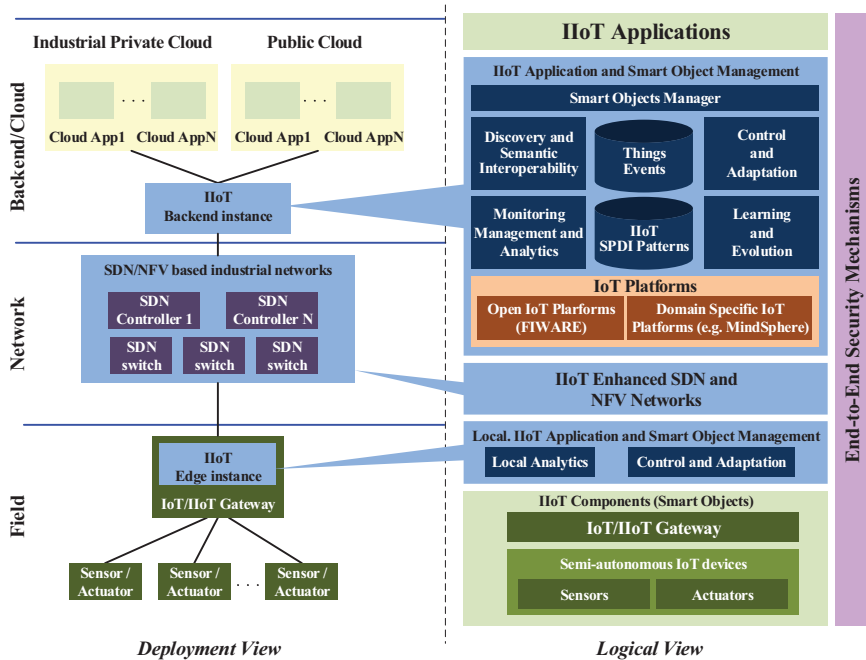 Backend/Cloud
Industrial Private Cloud
Public Cloud
. . .
. . .
Cloud App1 Cloud AppN
Cloud App1 Cloud AppN
IIoT
Backend instance
Network
SDN/NFV based industrial networks
SDN
Controller 1
SDN
Controller N
SDN
switch
SDN
switch
SDN
switch
Field
IIoT
Edge instance
IoT/IIoT Gateway
Sensor /
Actuator
Sensor /
Actuator
. . .
Sensor /
Actuator
Deployment View
IIoT Applications
IIoT Application and Smart Object Management
Smart Objects Manager
Discovery and
Semantic
Interoperability
Things
Events
Control
and
Adaptation
Monitoring
Management and
Analytics
IIoT
SPDI Patterns
Learning
and
Evolution
IoT Platforms
Open IoT Plarforms
(FIWARE)
Domain Specific IoT
Platforms (e.g. MindSphere)
IIoT Enhanced SDN and
NFV Networks
Local. IIoT Application and Smart Object Management
Local Analytics
Control and Adaptation
IIoT Components (Smart Objects)
IoT/IIoT Gateway
Semi-autonomous IoT devices
Sensors
Actuators
Logical View
End-to-End Security Mechanisms